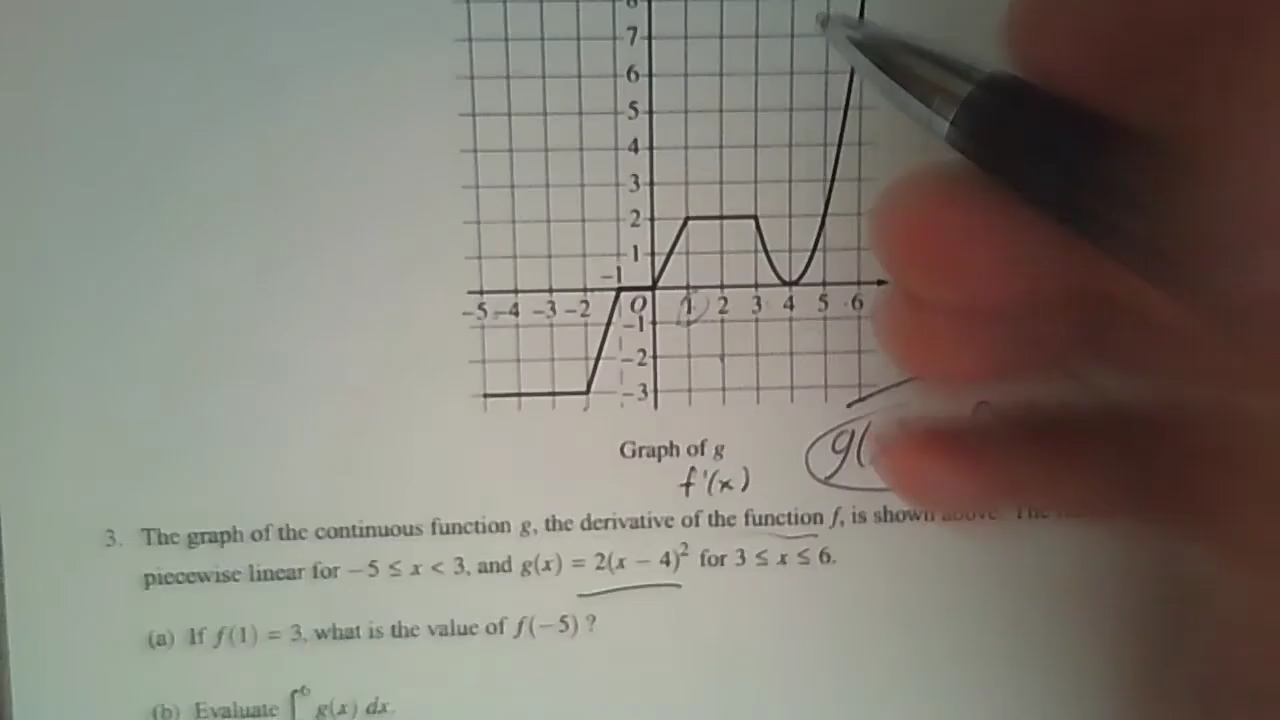 8
7
6
5
4
3
2
1
-1
-5 -4 -3 -2 O 1 2 3 4 5 6
-1
-2
-3
Graph of g
f'(x)
g(
3. The graph of the continuous function g, the derivative of the function f, is shown above. The
piecewise linear for −5 ≤ x < 3, and g(x) = 2(x − 4)² for 3 ≤ x ≤ 6.
(a) If f(1) = 3, what is the value of f(−5) ?
(b) Evaluate ∫ 6 g(x) dx.